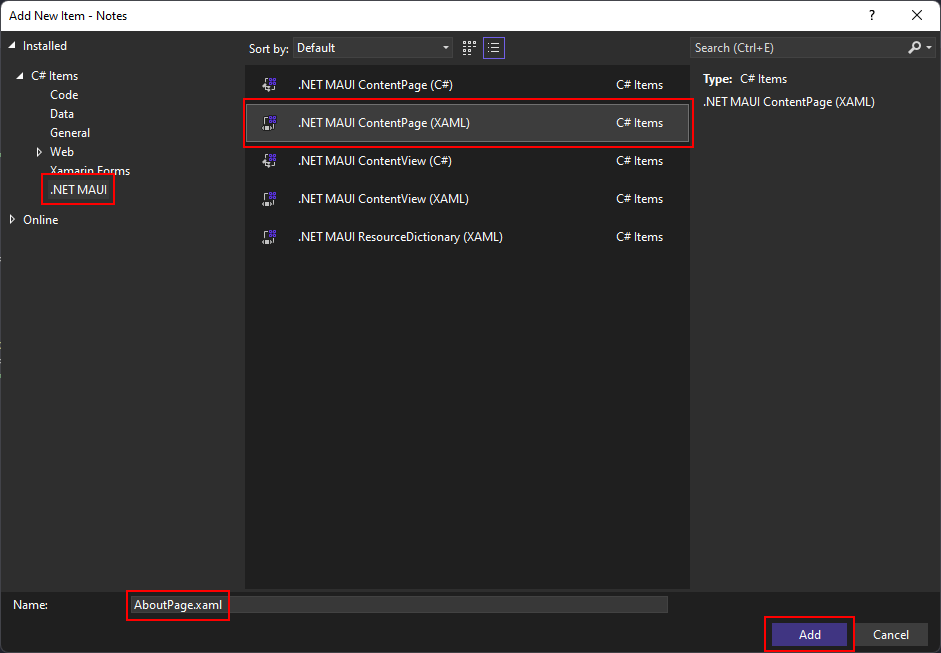 Add New Item - Notes
?
Installed
Sort by: Default
Search (Ctrl+E)
C# Items
Code
Data
General
Web
Xamarin Forms
.NET MAUI
Online
.NET MAUI ContentPage (C#) C# Items
.NET MAUI ContentPage (XAML) C# Items
.NET MAUI ContentView (C#) C# Items
.NET MAUI ContentView (XAML) C# Items
.NET MAUI ResourceDictionary (XAML) C# Items
Type: C# Items
.NET MAUI ContentPage (XAML)
Name: AboutPage.xaml
Add Cancel